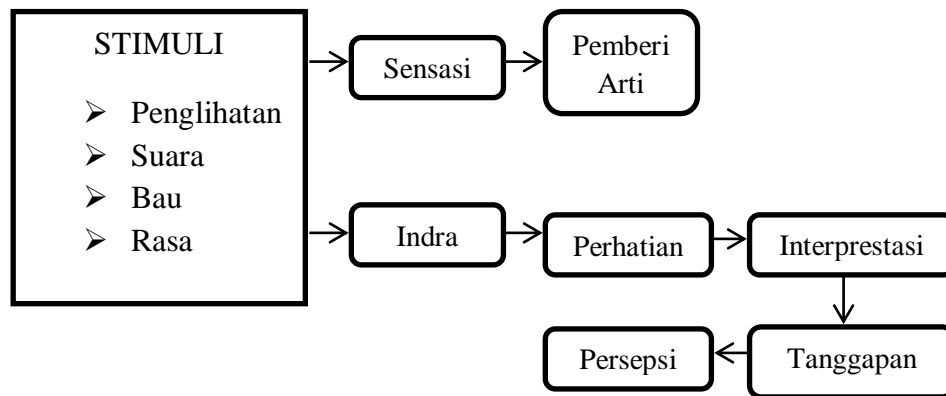 STIMULI
Penglihatan
Suara
Bau
Rasa
Sensasi
Pemberi
Arti
Indra
Perhatian
Interprestasi
Tanggapan
Persepsi